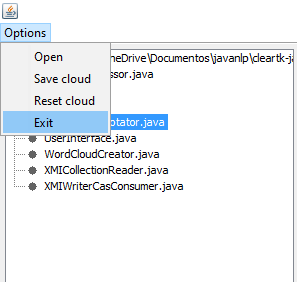 Options
Open
neDrive\Documentos\javanlp\cleartk-ja
Save cloud
ssor.java
Reset cloud
Exit
otator.java
UserInterface.java
WordCloudCreator.java
XMICollectionReader.java
XMIWriterCasConsumer.java